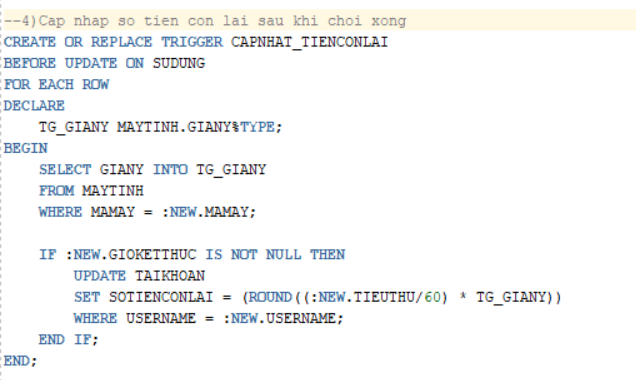 --4)Cap nhap so tien con lai sau khi choi xong
CREATE OR REPLACE TRIGGER CAPNHAT_TIENCONLAI
BEFORE UPDATE ON SUDUNG
FOR EACH ROW
DECLARE
    TG_GIANY MAYTINH.GIANY%TYPE;
BEGIN
    SELECT GIANY INTO TG_GIANY
    FROM MAYTINH
    WHERE MAMAY = :NEW.MAMAY;

    IF :NEW.GIOKETTHUC IS NOT NULL THEN
        UPDATE TAIKHOAN
        SET SOTIENCONLAI = (ROUND((:NEW.TIEUTHU/60) * TG_GIANY))
        WHERE USERNAME = :NEW.USERNAME;
    END IF;
END;